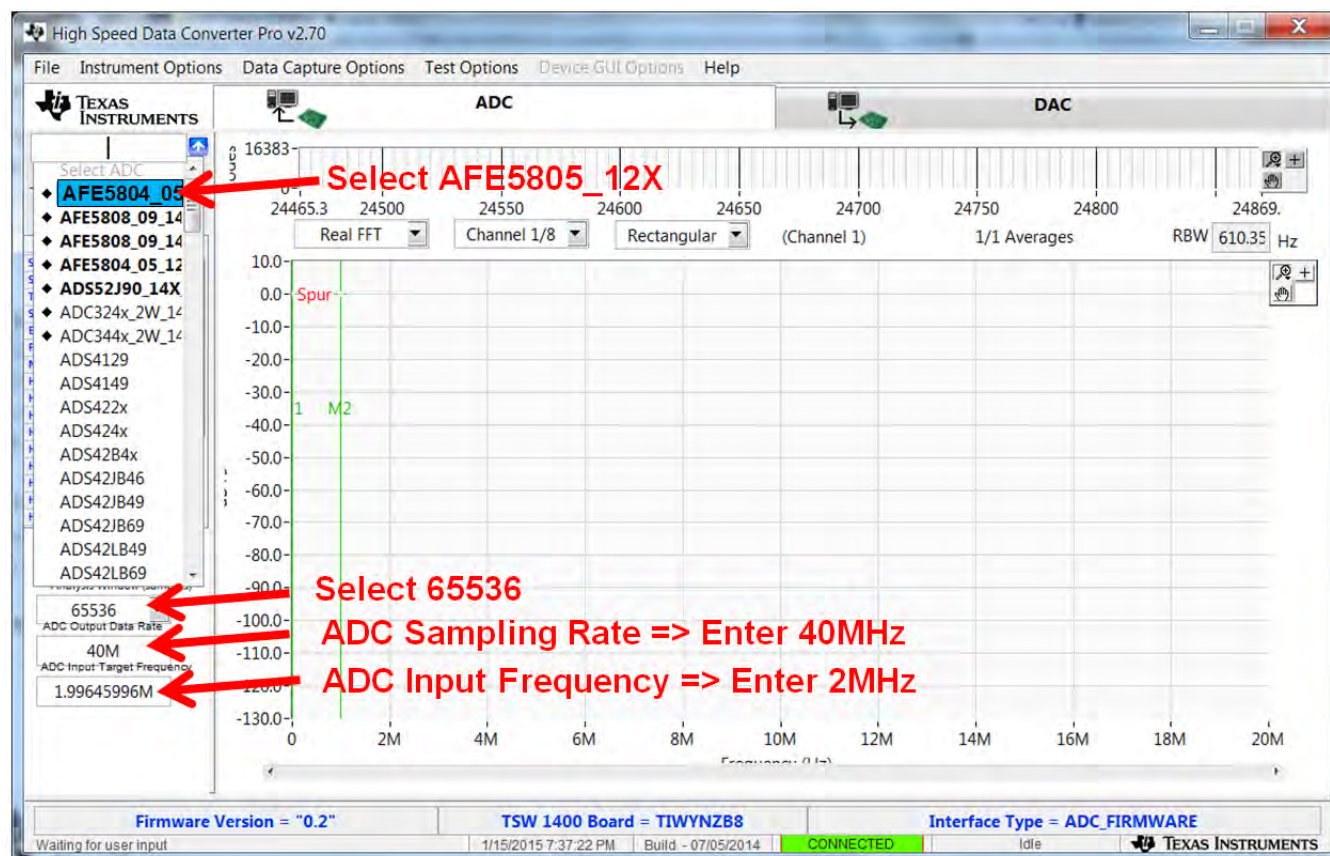 High Speed Data Converter Pro v2.70
File Instrument Options Data Capture Options Test Options Device GUI Options Help
TEXAS INSTRUMENTS
ADC
DAC
Select ADC
AFE5804_05
AFE5808_09_14
AFE5808_09_14
AFE5804_05_12
ADS52J90_14X
ADC324x_2W_14
ADC344x_2W_14
ADS4129
ADS4149
ADS422x
ADS424x
ADS42B4x
ADS42JB46
ADS42JB49
ADS42JB69
ADS42LB49
ADS42LB69
Analysis Window (samples)
65536
ADC Output Data Rate
40M
ADC Input Target Frequency
1.99645996M
Select AFE5805_12X
Select 65536
ADC Sampling Rate => Enter 40MHz
ADC Input Frequency => Enter 2MHz
16383
0
24465.3 24500 24550 24600 24650 24700 24750 24800 24869.
Real FFT Channel 1/8 Rectangular (Channel 1) 1/1 Averages RBW 610.35 Hz
10.0
0.0
-10.0
-20.0
-30.0
-40.0
-50.0
-60.0
-70.0
-80.0
-90.0
-100.0
-110.0
-120.0
-130.0
Spur
1 M2
0 2M 4M 6M 8M 10M 12M 14M 16M 18M 20M
Frequency (Hz)
Firmware Version = "0.2" TSW 1400 Board = TIWYNZB8 Interface Type = ADC_FIRMWARE
Waiting for user input 1/15/2015 7:37:22 PM Build - 07/05/2014 CONNECTED Idle TEXAS INSTRUMENTS